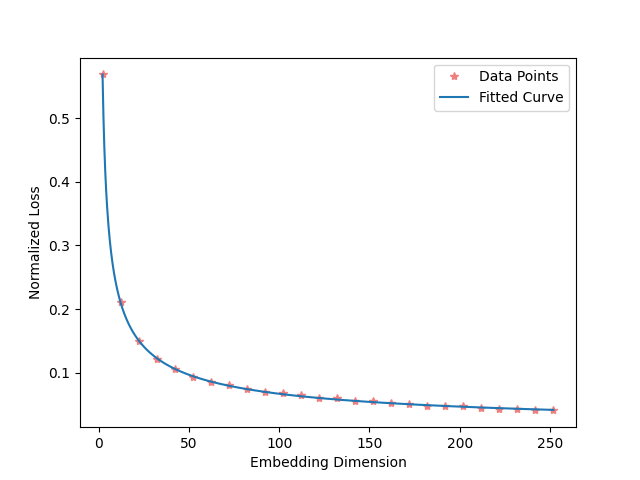 Data Points
Fitted Curve
Normalized Loss
0.5
0.4
0.3
0.2
0.1
0 50 100 150 200 250
Embedding Dimension